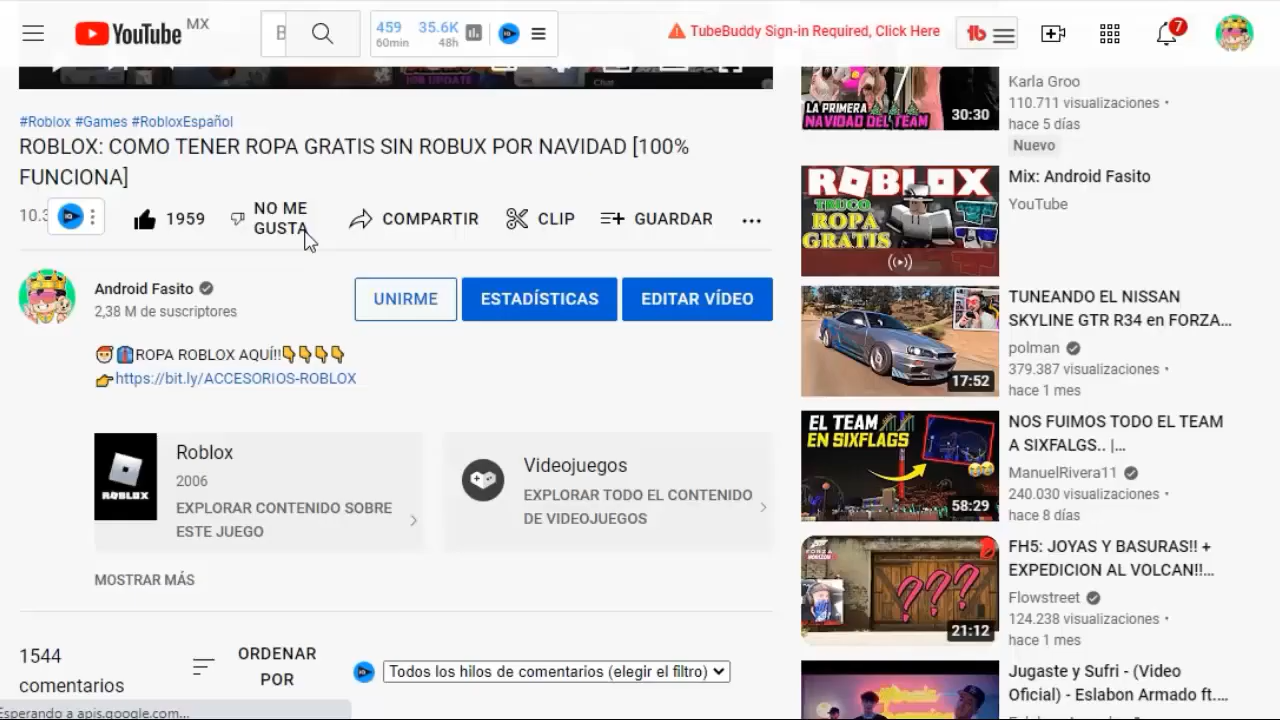 YouTube MX
459
60min
35.6K
48h
TubeBuddy Sign-in Required, Click Here
tb
7
Chat
#Roblox #Games #RobloxEspañol
ROBLOX: COMO TENER ROPA GRATIS SIN ROBUX POR NAVIDAD [100%
FUNCIONA]
1959
NO ME
GUSTA
COMPARTIR
CLIP
GUARDAR
Android Fasito
2,38 M de suscriptores
UNIRME
ESTADÍSTICAS
EDITAR VÍDEO
ROPA ROBLOX AQUÍ!!
https://bit.ly/ACCESORIOS-ROBLOX
ROBLOX
Roblox
2006
EXPLORAR CONTENIDO SOBRE
ESTE JUEGO
Videojuegos
EXPLORAR TODO EL CONTENIDO
DE VIDEOJUEGOS
MOSTRAR MÁS
1544
comentarios
ORDENAR
POR
Todos los hilos de comentarios (elegir el filtro)
Esperando a apis.google.com...
LA PRIMERA
NAVIDAD DEL TEAM
30:30
Karla Groo
110.711 visualizaciones •
hace 5 días
Nuevo
ROBLOX
TRUCO
ROPA
GRATIS
Mix: Android Fasito
YouTube
17:52
TUNEANDO EL NISSAN
SKYLINE GTR R34 en FORZA...
polman
379.387 visualizaciones •
hace 1 mes
EL TEAM
EN SIXFLAGS
58:29
NOS FUIMOS TODO EL TEAM
A SIXFALGS.. |...
ManuelRivera11
240.030 visualizaciones •
hace 8 días
???
21:12
FH5: JOYAS Y BASURAS!! +
EXPEDICION AL VOLCAN!!...
Flowstreet
124.238 visualizaciones •
hace 1 mes
Jugaste y Sufri - (Video
Oficial) - Eslabon Armado ft....